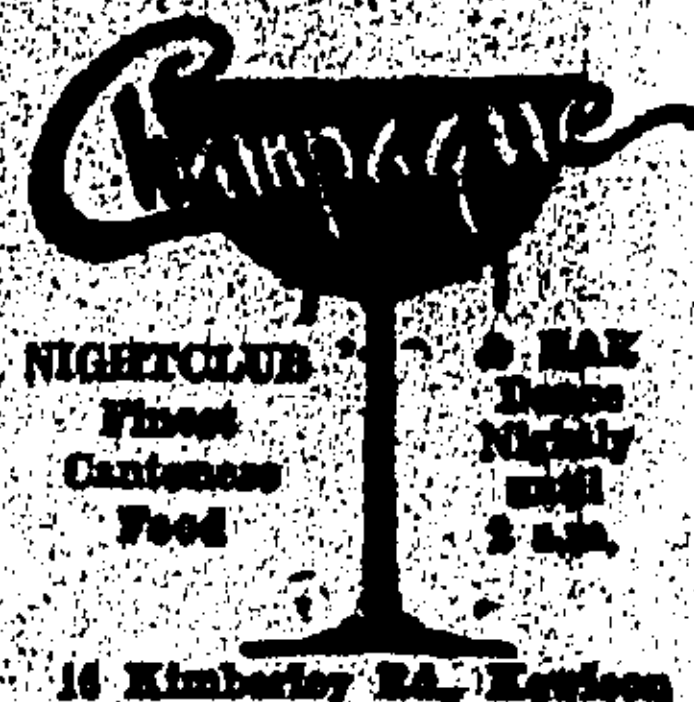 Champagne
NIGHTCLUB
Finest
Cantonese
Food
& BAR
Dance
Nightly
until
2 a.m.
16 Kimberley Rd., Kowloon